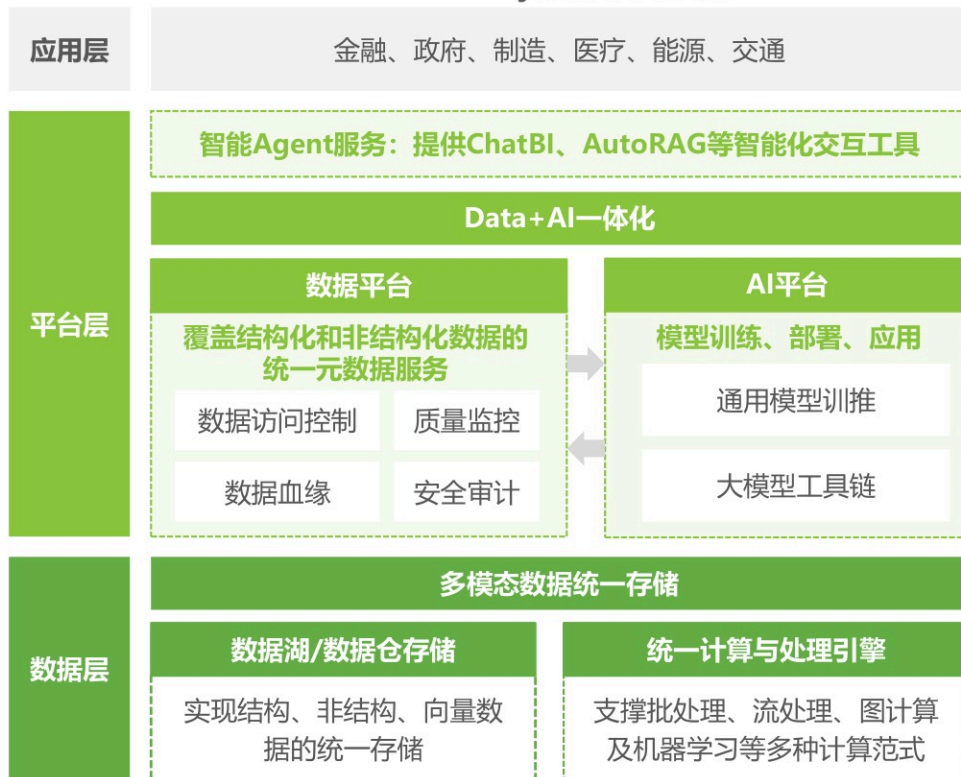 应用层
金融、政府、制造、医疗、能源、交通
平台层
智能Agent服务：提供ChatBI、AutoRAG等智能化交互工具
Data+AI一体化
数据平台
覆盖结构化和非结构化数据的
统一元数据服务
数据访问控制
质量监控
数据血缘
安全审计
AI平台
模型训练、部署、应用
通用模型训推
大模型工具链
数据层
多模态数据统一存储
数据湖/数据仓存储
实现结构、非结构、向量数
据的统一存储
统一计算与处理引擎
支撑批处理、流处理、图计算
及机器学习等多种计算范式